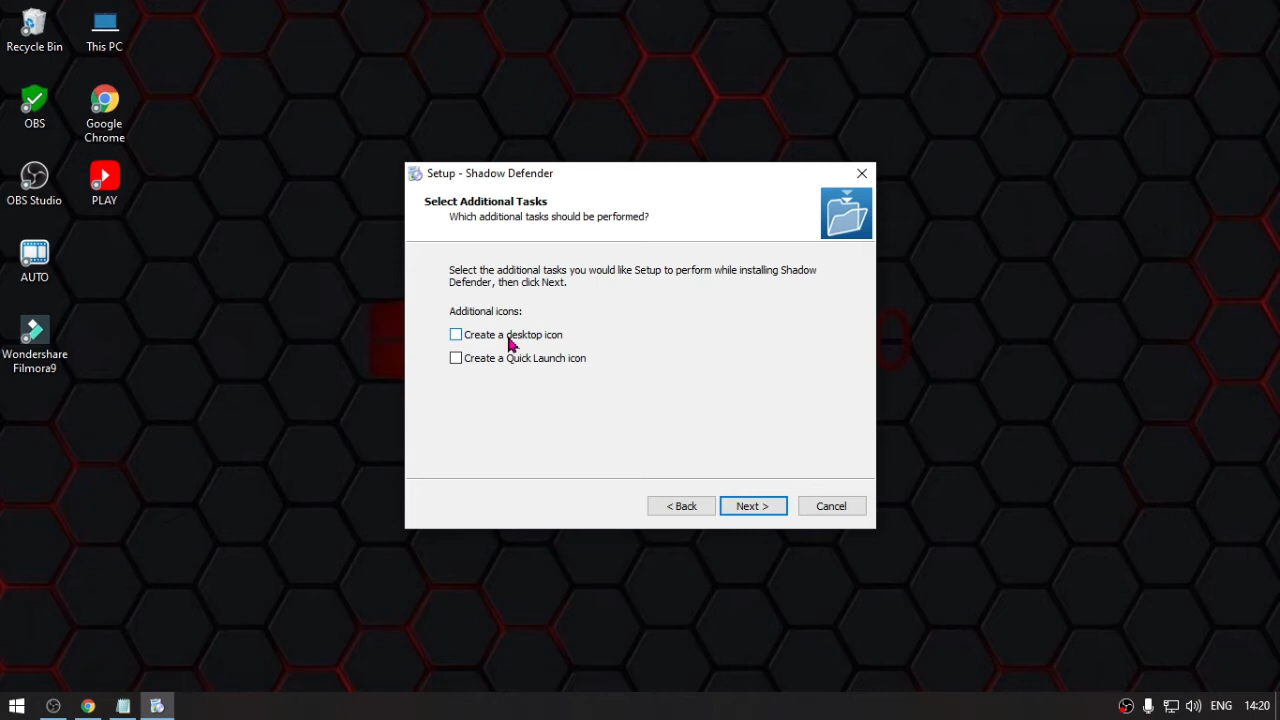 Recycle Bin
This PC
OBS
Google
Chrome
OBS Studio
PLAY
AUTO
Wondershare
Filmora9
Setup - Shadow Defender
Select Additional Tasks
Which additional tasks should be performed?
Select the additional tasks you would like Setup to perform while installing Shadow
Defender, then click Next.
Additional icons:
Create a desktop icon
Create a Quick Launch icon
< Back
Next >
Cancel
ENG
14:20